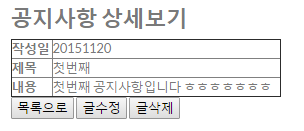 공지사항 상세보기
작성일 20151120
제목 첫번째
내용 첫번째 공지사항입니다 ㅎㅎㅎㅎㅎㅎㅎ
목록으로 글수정 글삭제